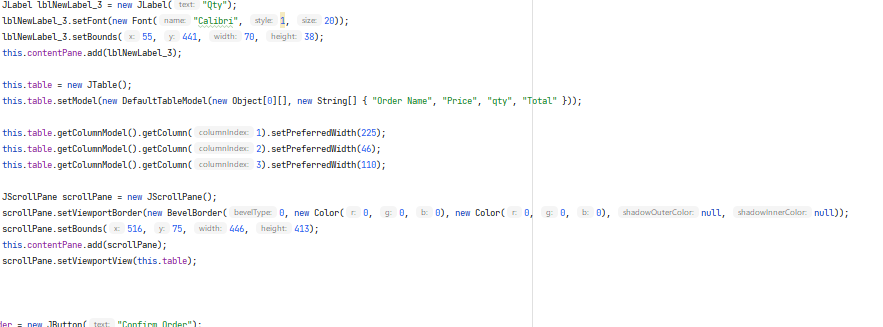 JLabel lblNewLabel_3 = new JLabel( text: "Qty");
lblNewLabel_3.setFont(new Font( name: "Calibri", style: 1, size: 20));
lblNewLabel_3.setBounds( x: 55, y: 441, width: 70, height: 38);
this.contentPane.add(lblNewLabel_3);
this.table = new JTable();
this.table.setModel(new DefaultTableModel(new Object[0][], new String[] { "Order Name", "Price", "qty", "Total" }));
this.table.getColumnModel().getColumn( columnIndex: 1).setPreferredWidth(225);
this.table.getColumnModel().getColumn( columnIndex: 2).setPreferredWidth(46);
this.table.getColumnModel().getColumn( columnIndex: 3).setPreferredWidth(110);
JScrollPane scrollPane = new JScrollPane();
scrollPane.setViewportBorder(new BevelBorder( bevelType: 0, new Color( r: 0, g: 0, b: 0), new Color( r: 0, g: 0, b: 0), shadowOuterColor: null, shadowInnerColor: null));
scrollPane.setBounds( x: 516, y: 75, width: 446, height: 413);
this.contentPane.add(scrollPane);
scrollPane.setViewportView(this.table);
der = new JButton( text: "Confirm Order");